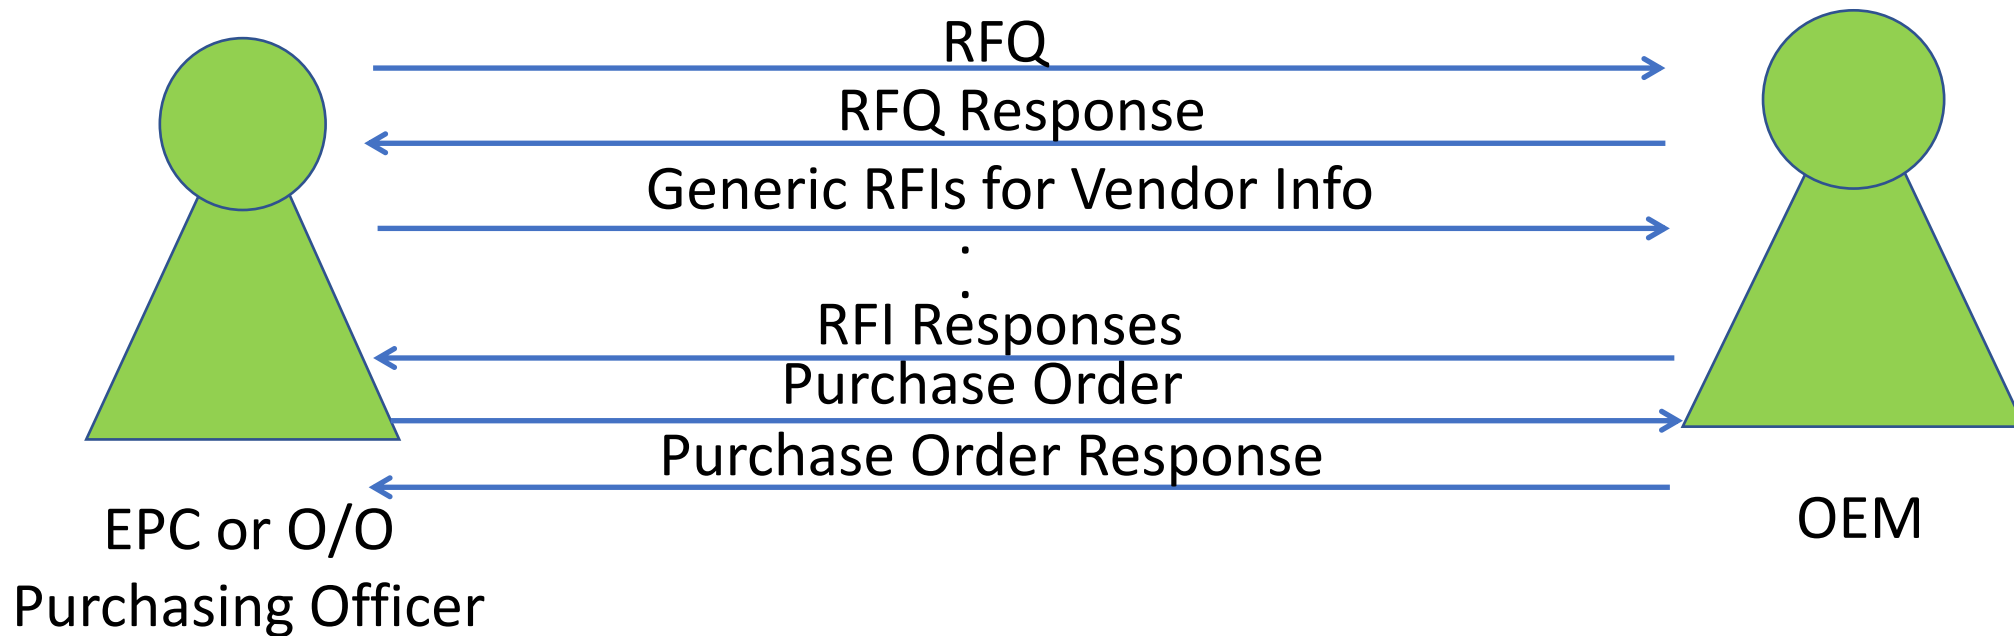 RFQ
RFQ Response
Generic RFIs for Vendor Info
.
.
RFI Responses
Purchase Order
Purchase Order Response
EPC or O/O
Purchasing Officer
OEM